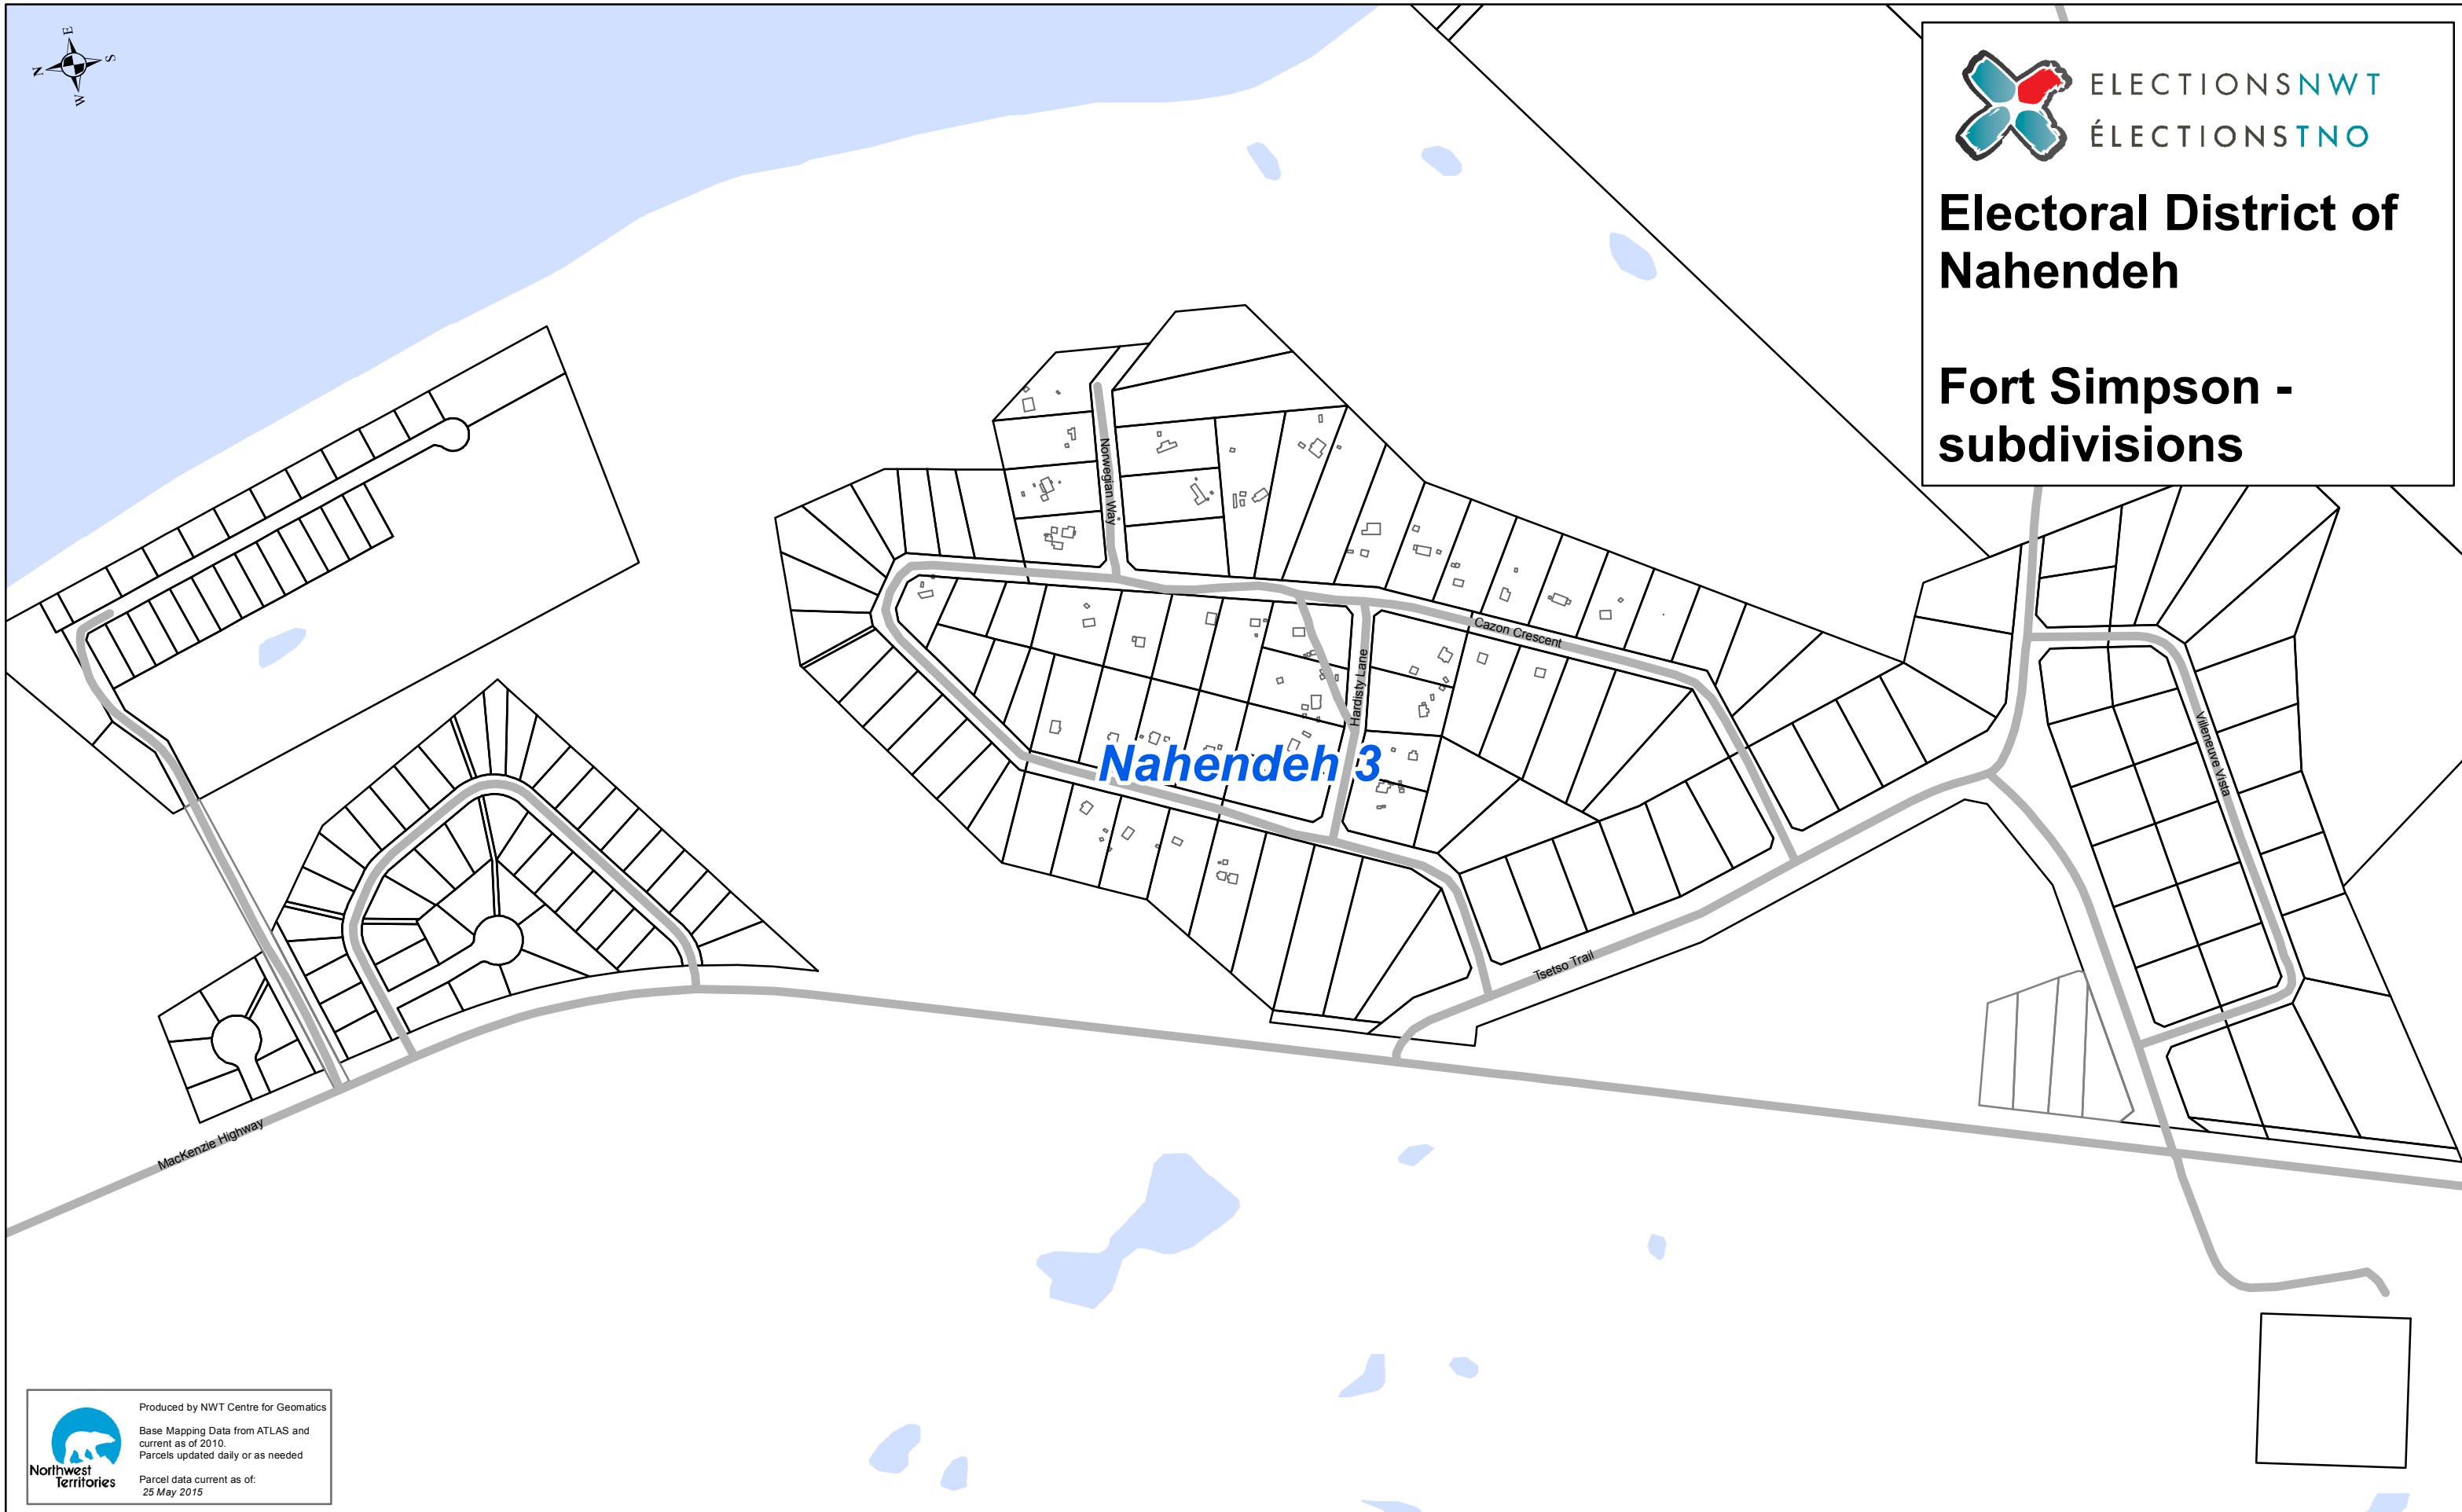 E
N
S
W
ELECTIONSNWT
ÉLECTIONSTNO
Electoral District of
Nahendeh
Fort Simpson -
subdivisions
Norwegian Way
Cazon Crescent
Hardisty Lane
Villeneuve Vista
Nahendeh 3
Tsetso Trail
MacKenzie Highway
Northwest
Territories
Produced by NWT Centre for Geomatics
Base Mapping Data from ATLAS and
current as of 2010.
Parcels updated daily or as needed
Parcel data current as of:
25 May 2015